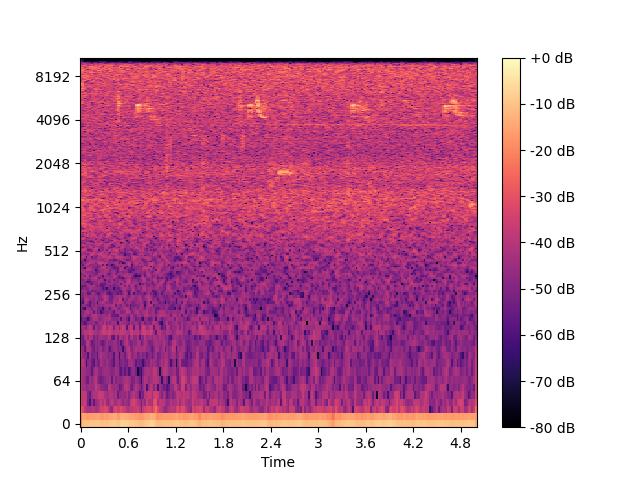 8192
4096
2048
1024
512
256
128
64
0
Hz
0 0.6 1.2 1.8 2.4 3 3.6 4.2 4.8
Time
+0 dB
-10 dB
-20 dB
-30 dB
-40 dB
-50 dB
-60 dB
-70 dB
-80 dB